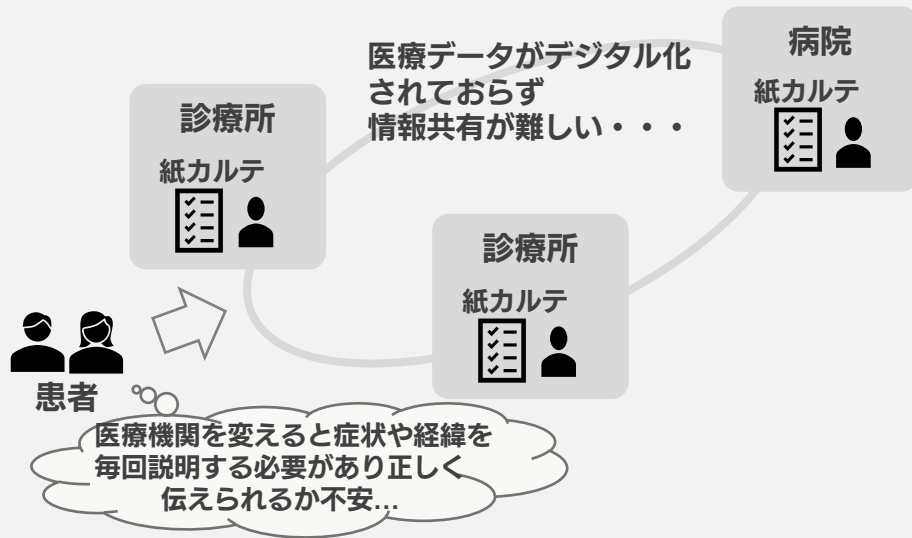 医療データがデジタル化
されておらず
情報共有が難しい・・・
病院
紙カルテ
診療所
紙カルテ
診療所
紙カルテ
患者
医療機関を変えると症状や経緯を
毎回説明する必要があり正しく
伝えられるか不安...